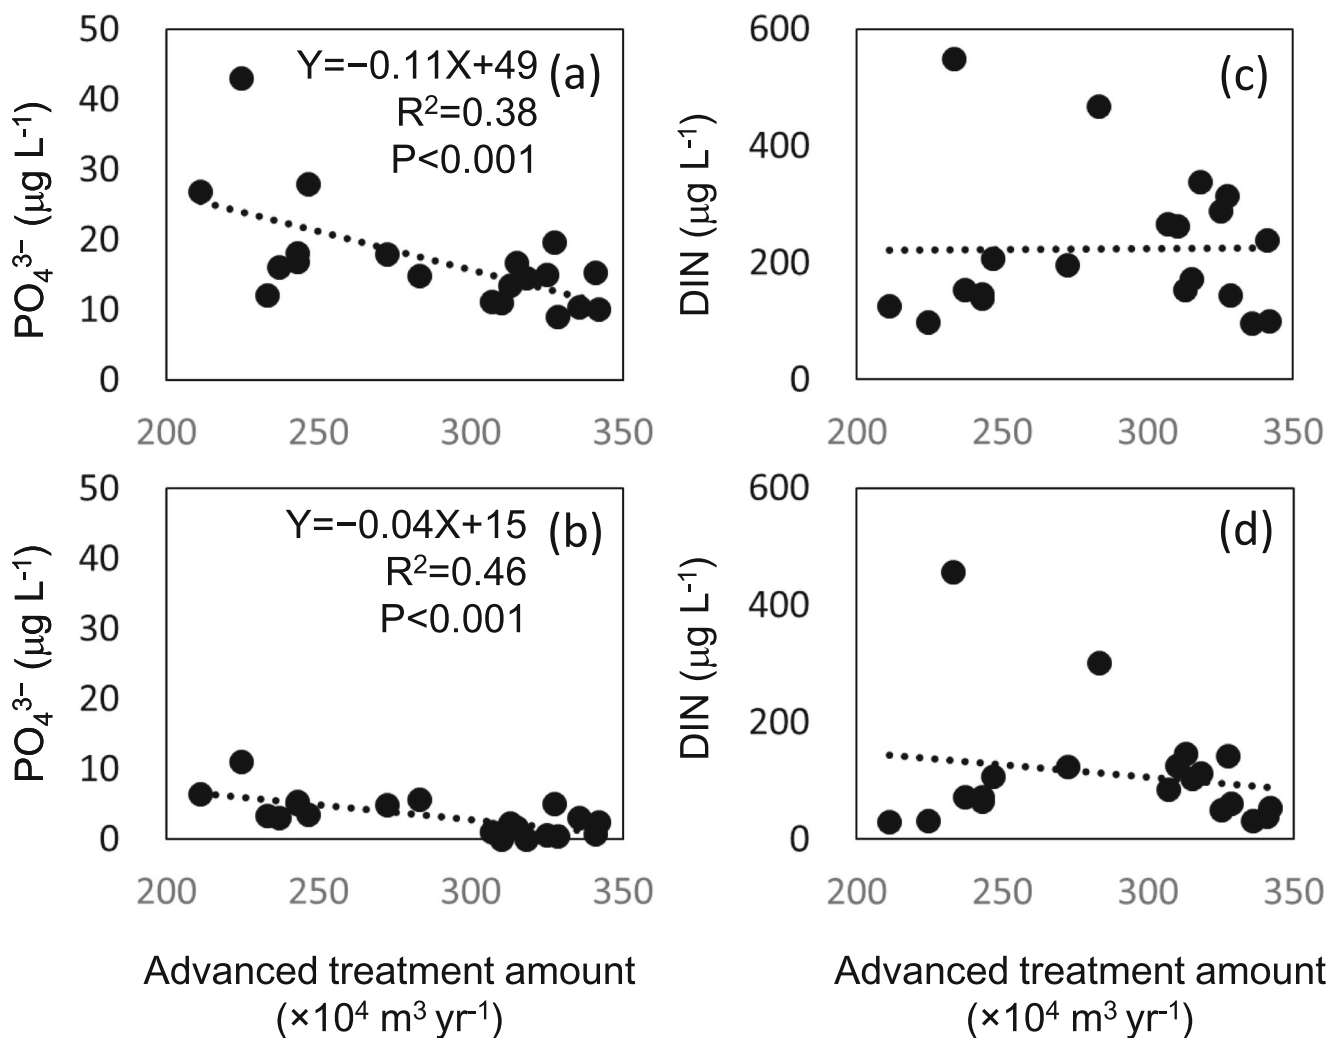 50
40
30
20
10
0
PO₄³⁻ (µg L⁻¹)
Y=−0.11X+49
R²=0.38
P<0.001
(a)
200 250 300 350
600
400
200
0
DIN (µg L⁻¹)
(c)
200 250 300 350
50
40
30
20
10
0
PO₄³⁻ (µg L⁻¹)
Y=−0.04X+15
R²=0.46
P<0.001
(b)
200 250 300 350
Advanced treatment amount
(×10⁴ m³ yr⁻¹)
600
400
200
0
DIN (µg L⁻¹)
(d)
200 250 300 350
Advanced treatment amount
(×10⁴ m³ yr⁻¹)